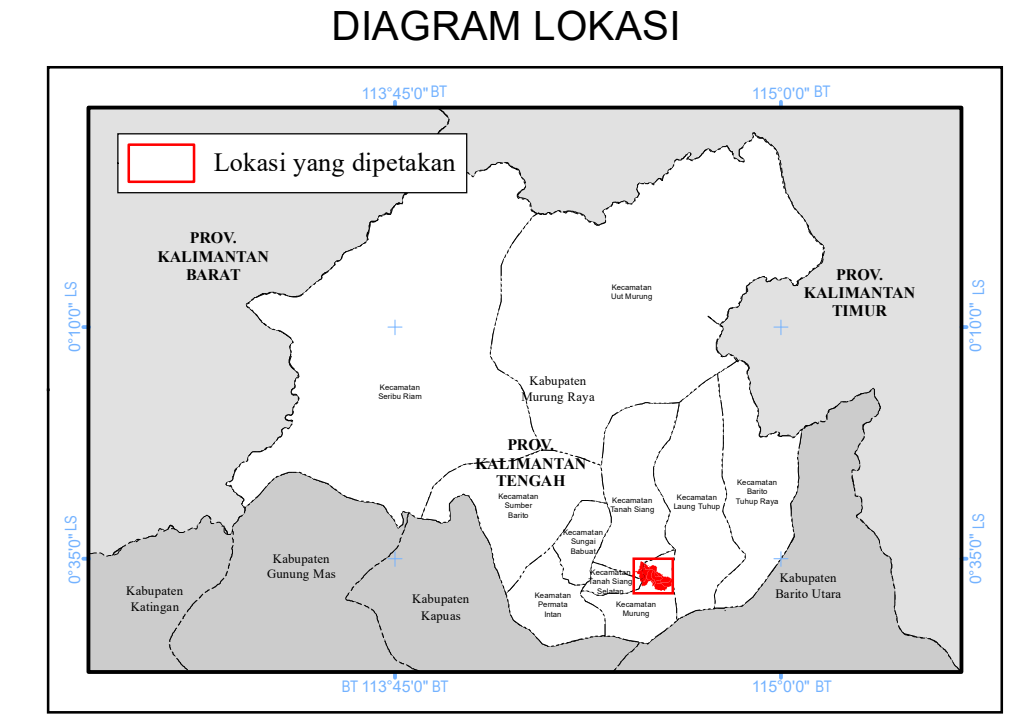 DIAGRAM LOKASI
113°45'0" BT
115°0'0" BT
Lokasi yang dipetakan
PROV.
KALIMANTAN
BARAT
PROV.
KALIMANTAN
TIMUR
Kecamatan
Uut Murung
0°10'0" LS
0°10'0" LS
Kecamatan
Seribu Riam
Kabupaten
Murung Raya
PROV.
KALIMANTAN
TENGAH
Kecamatan
Sumber
Barito
Kecamatan
Tanah Siang
Kecamatan
Laung Tuhup
Kecamatan
Barito
Tuhup Raya
Kecamatan
Sungai
Babuat
0°35'0" LS
0°35'0" LS
Kabupaten
Gunung Mas
Kecamatan
Tanah Siang
Selatan
Kabupaten
Barito Utara
Kabupaten
Katingan
Kabupaten
Kapuas
Keamatan
Permata
Intan
Kecamatan
Murung
BT 113°45'0" BT
115°0'0" BT